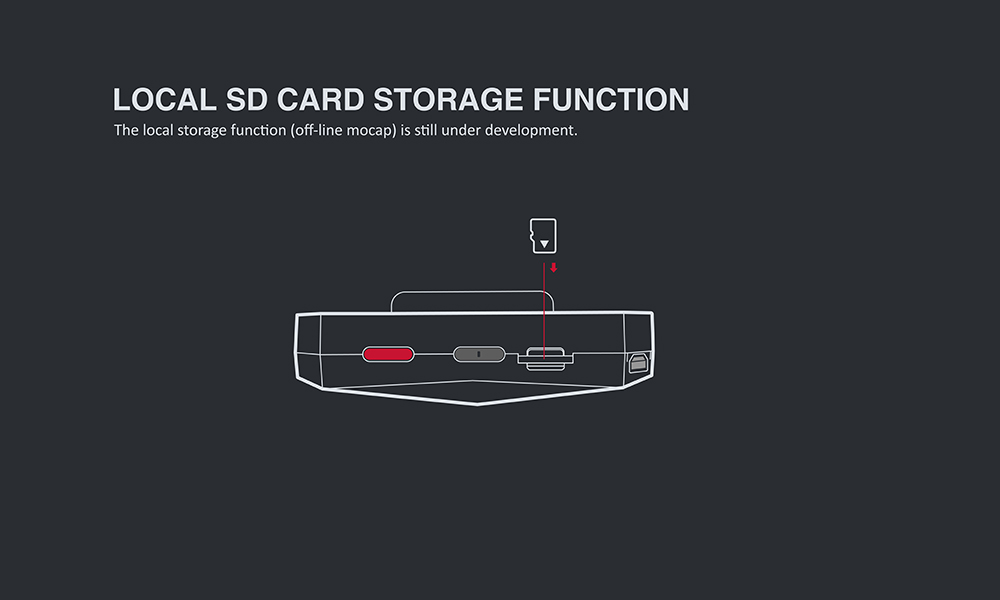 LOCAL SD CARD STORAGE FUNCTION
The local storage function (off-line mocap) is still under development.